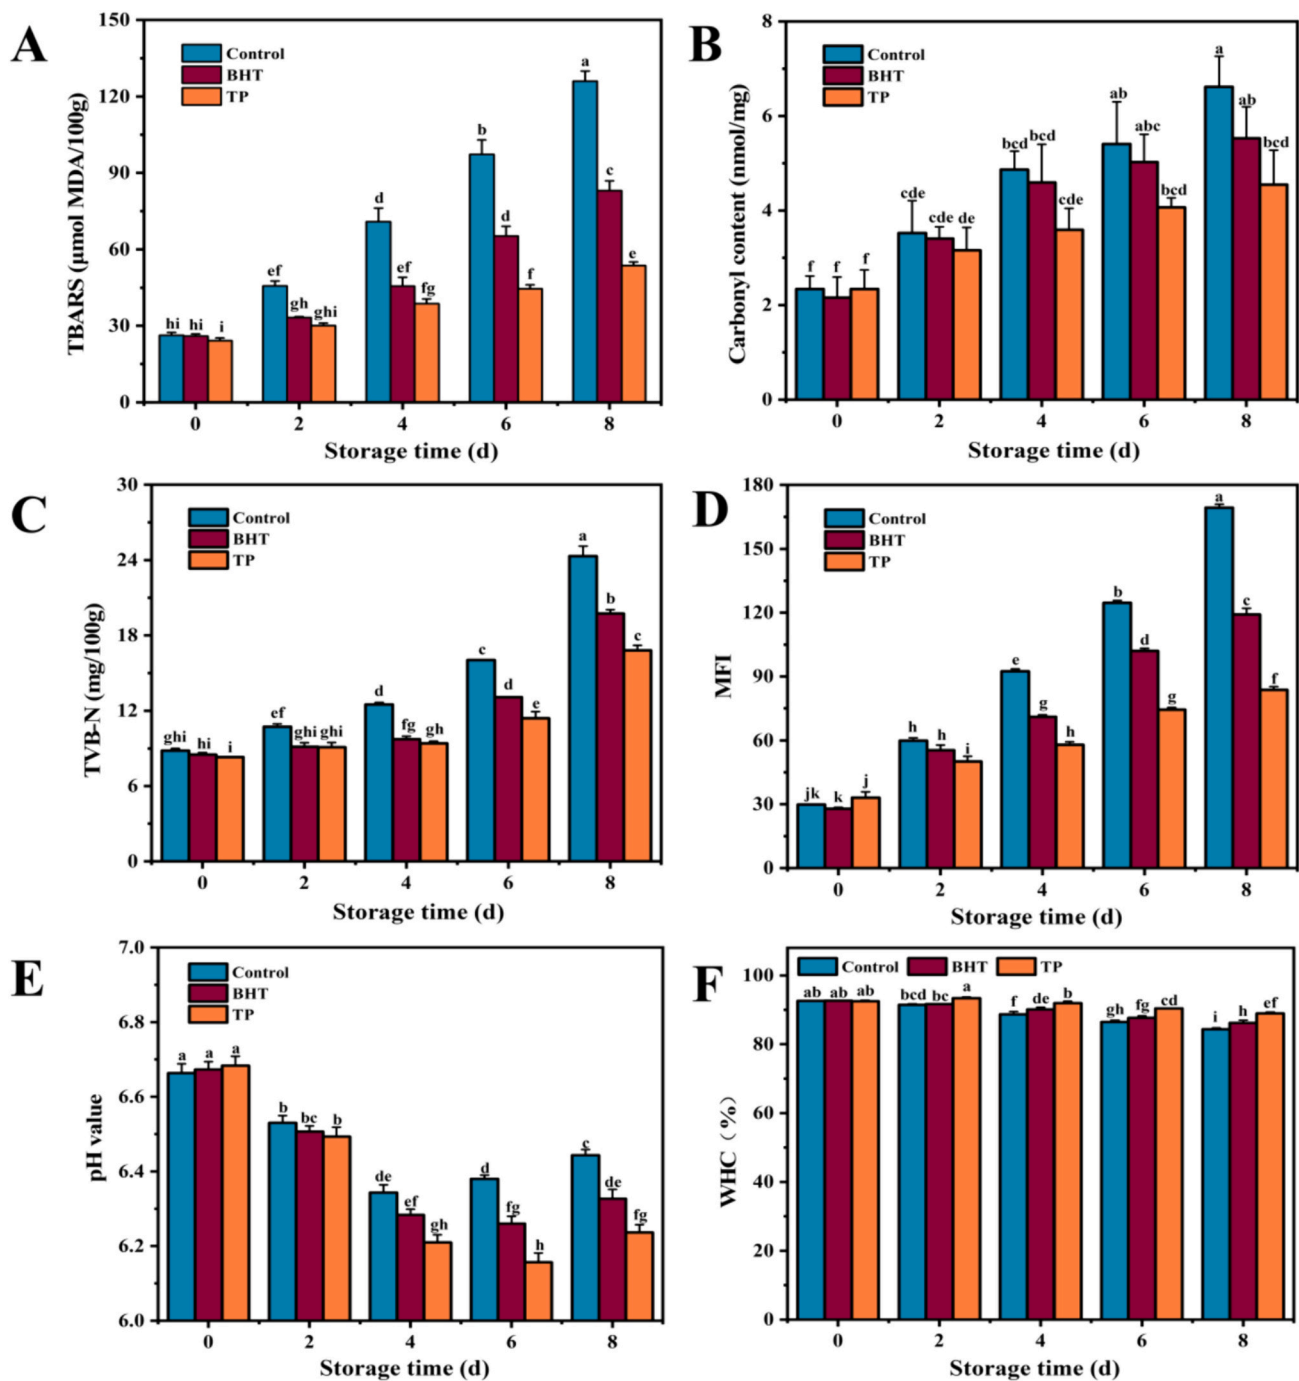 A
TBARS (μmol MDA/100g)
150
120
90
60
30
0
Control
BHT
TP
hi hi i
ef gh ghi
d ef fg
b d f
a c e
0 2 4 6 8
Storage time (d)
B
Carbonyl content (nmol/mg)
8
6
4
2
0
Control
BHT
TP
f f f
cde cde de
bcd bcd cde
ab abc bcd
a ab bcd
0 2 4 6 8
Storage time (d)
C
TVB-N (mg/100g)
30
24
18
12
6
0
Control
BHT
TP
ghi hi i
ef ghi ghi
d fg gh
c d e
a b c
0 2 4 6 8
Storage time (d)
D
MFI
180
150
120
90
60
30
0
Control
BHT
TP
jk k j
h h i
e g h
b d g
a c f
0 2 4 6 8
Storage time (d)
E
pH value
7.0
6.8
6.6
6.4
6.2
6.0
Control
BHT
TP
a a a
b bc b
de ef gh
d fg h
c de fg
0 2 4 6 8
Storage time (d)
F
WHC（%）
100
80
60
40
20
0
Control BHT TP
ab ab ab
bcd bc a
f de b
gh fg cd
i h ef
0 2 4 6 8
Storage time (d)